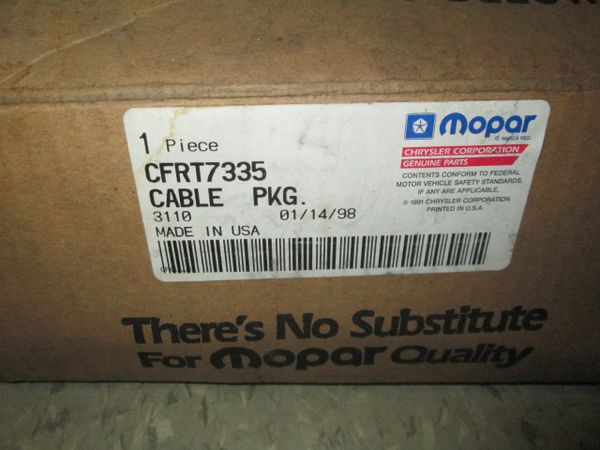 1 Piece
CFRT7335
CABLE PKG.
3110 01/14/98
MADE IN USA
Mopar
® MARCA REG.
CHRYSLER CORPORATION
GENUINE PARTS
CONTENTS CONFORM TO FEDERAL
MOTOR VEHICLE SAFETY STANDARDS,
IF ANY ARE APPLICABLE.
© 1991 CHRYSLER CORPORATION
PRINTED IN U.S.A.
There's No Substitute
For Mopar Quality